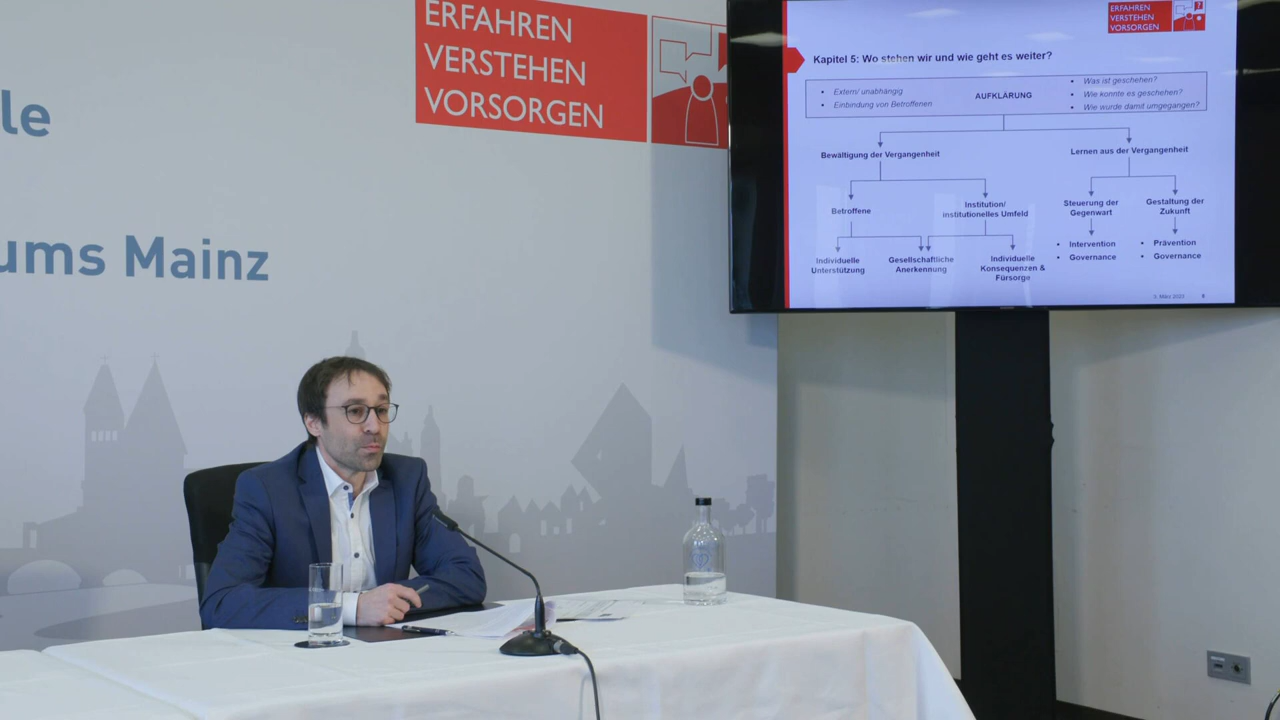 le
ums Mainz
ERFAHREN
VERSTEHEN
VORSORGEN
ERFAHREN
VERSTEHEN
VORSORGEN
Kapitel 5: Wo stehen wir und wie geht es weiter?
• Extern/ unabhängig
• Einbindung von Betroffenen
AUFKLÄRUNG
• Was ist geschehen?
• Wie konnte es geschehen?
• Wie wurde damit umgegangen?
Bewältigung der Vergangenheit
Lernen aus der Vergangenheit
Betroffene
Institution/
institutionelles Umfeld
Steuerung der
Gegenwart
Gestaltung der
Zukunft
Individuelle
Unterstützung
Gesellschaftliche
Anerkennung
Individuelle
Konsequenzen &
Fürsorge
• Intervention
• Governance
• Prävention
• Governance
3. März 2023